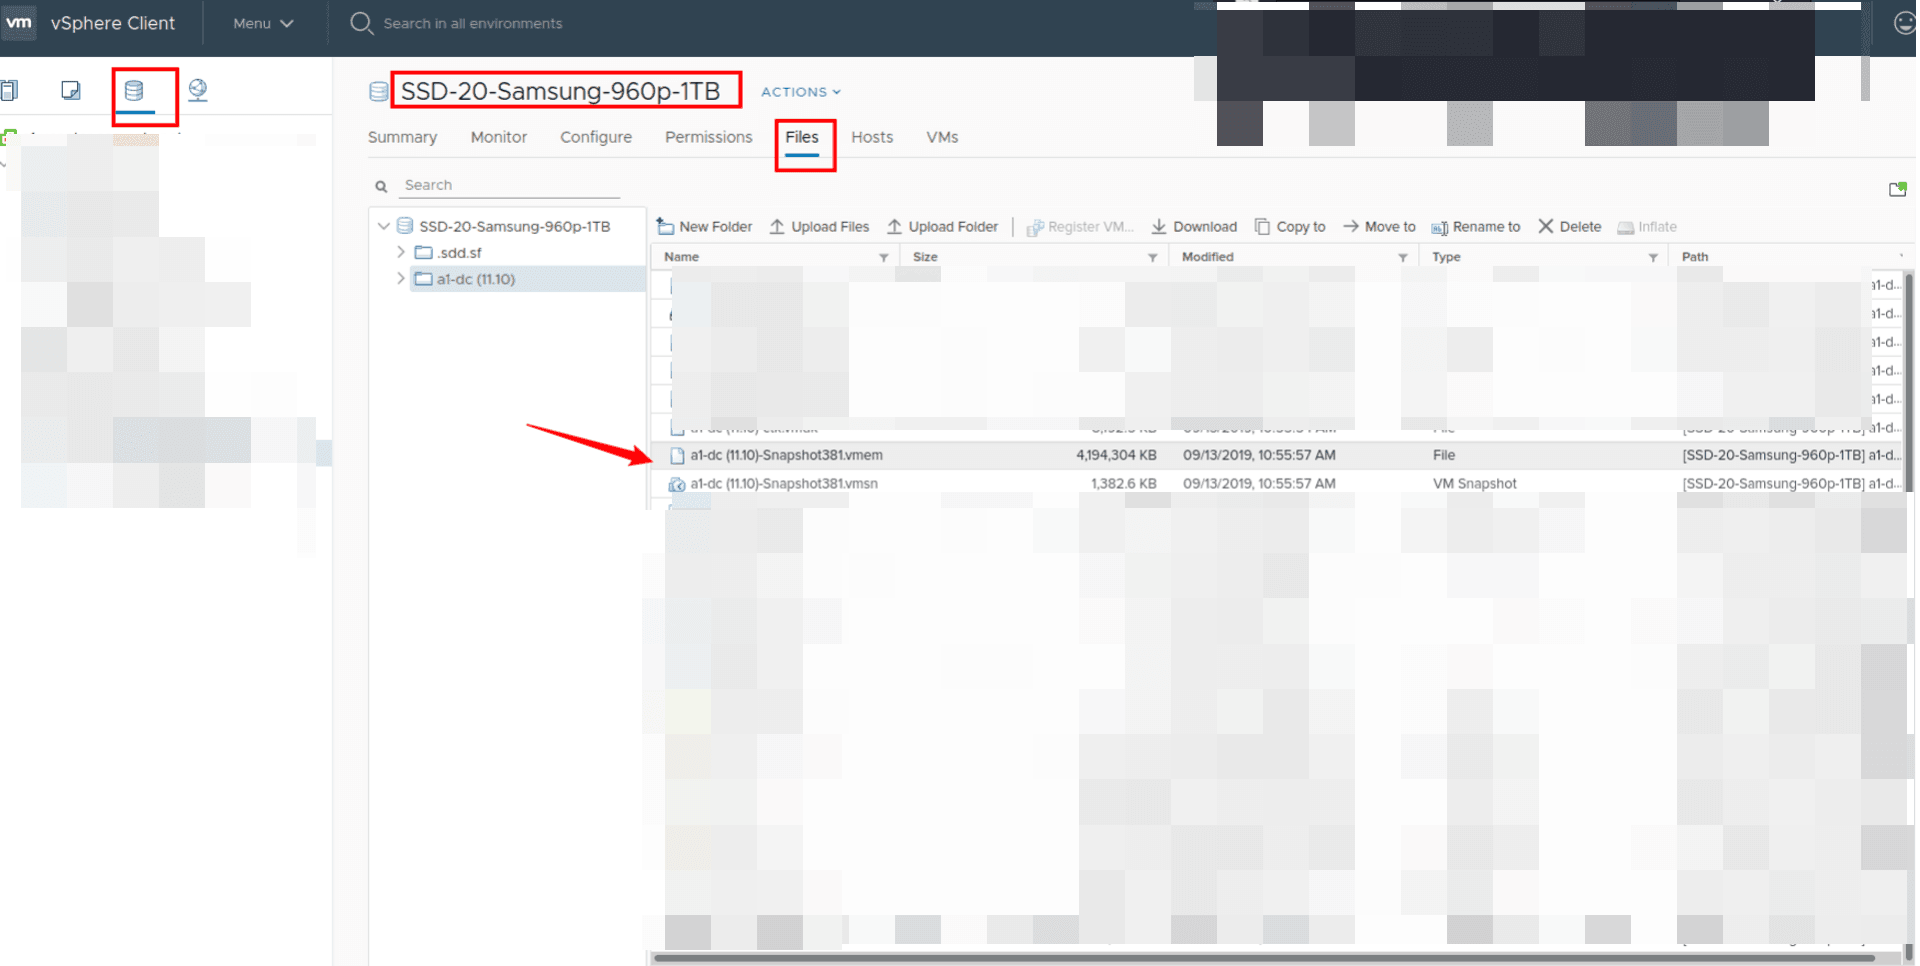 vm vSphere Client Menu Search in all environments
SSD-20-Samsung-960p-1TB ACTIONS
Summary Monitor Configure Permissions Files Hosts VMs
Search
SSD-20-Samsung-960p-1TB
.sdd.sf
a1-dc (11.10)
New Folder Upload Files Upload Folder Register VM... Download Copy to Move to Rename to Delete Inflate
Name Size Modified Type Path
a1-d...
a1-d...
a1-d...
a1-d...
a1-d...
a1-d...
a1-dc (11.10)-Snapshot381.vmem 4,194,304 KB 09/13/2019, 10:55:57 AM File [SSD-20-Samsung-960p-1TB] a1-d...
a1-dc (11.10)-Snapshot381.vmsn 1,382.6 KB 09/13/2019, 10:55:57 AM VM Snapshot [SSD-20-Samsung-960p-1TB] a1-d...